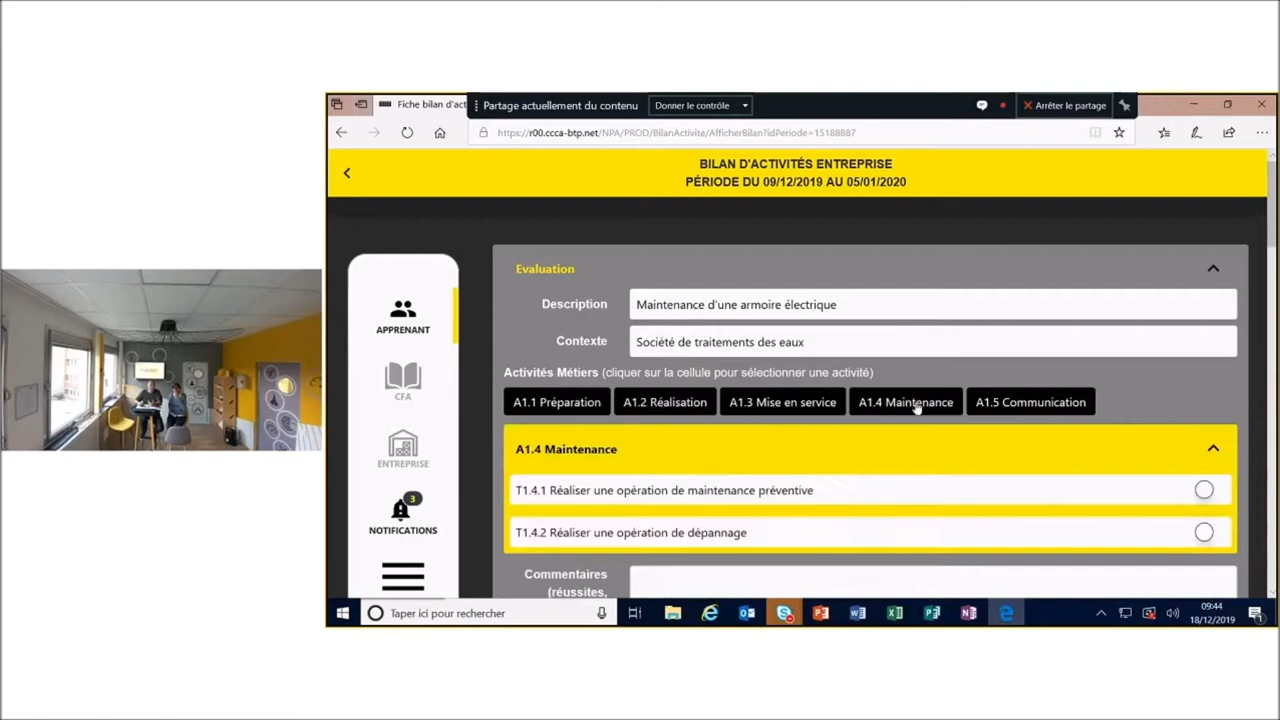 Fiche bilan d'act
Partage actuellement du contenu
Donner le contrôle
Arrêter le partage
https://r00.ccca-btp.net/NPA/PROD/BilanActivite/AfficherBilan?idPeriode=15188887
BILAN D'ACTIVITÉS ENTREPRISE
PÉRIODE DU 09/12/2019 AU 05/01/2020
APPRENANT
CFA
ENTREPRISE
3
NOTIFICATIONS
Evaluation
Description
Maintenance d'une armoire électrique
Contexte
Société de traitements des eaux
Activités Métiers (cliquer sur la cellule pour sélectionner une activité)
A1.1 Préparation
A1.2 Réalisation
A1.3 Mise en service
A1.4 Maintenance
A1.5 Communication
A1.4 Maintenance
T1.4.1 Réaliser une opération de maintenance préventive
T1.4.2 Réaliser une opération de dépannage
Commentaires
(réussites,
Taper ici pour rechercher
09:44
18/12/2019
1